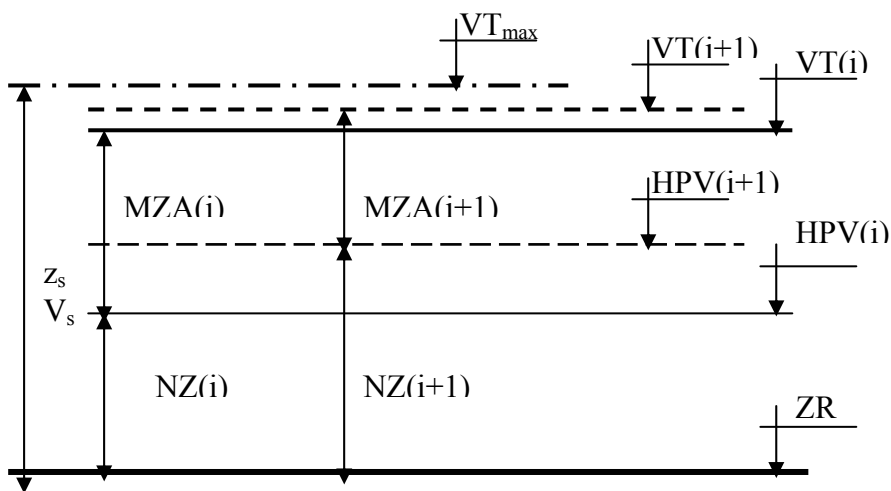 VTmax
VT(i+1)
VT(i)
HPV(i+1)
MZA(i)
MZA(i+1)
HPV(i)
zs
Vs
NZ(i)
NZ(i+1)
ZR